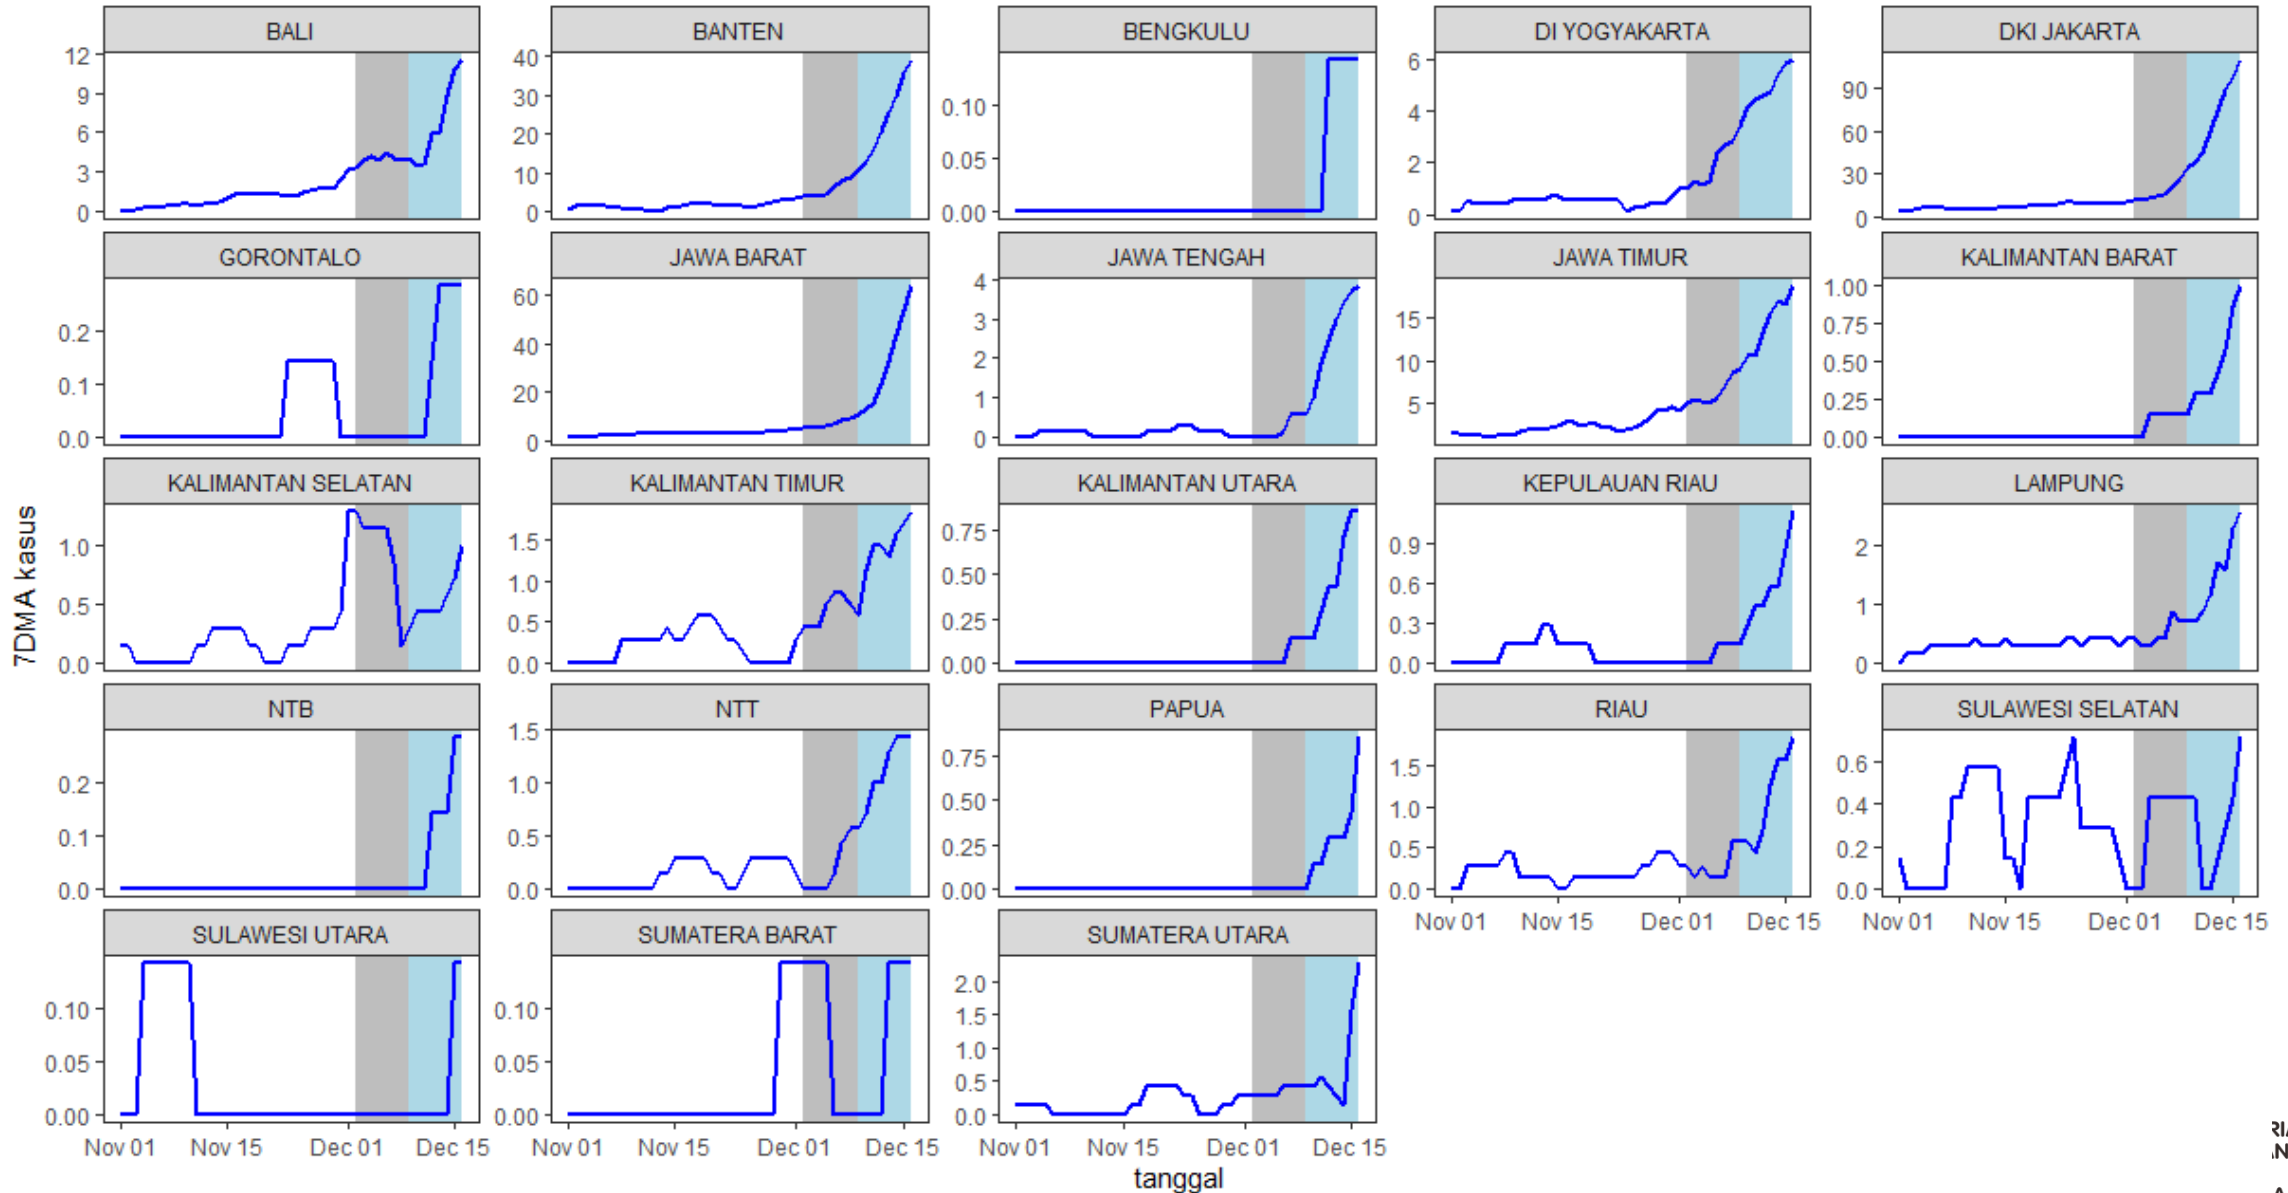 BALI BANTEN BENGKULU DI YOGYAKARTA DKI JAKARTA
12 9 6 3 0
40 30 20 10 0
0.10 0.05 0.00
6 4 2 0
90 60 30 0
GORONTALO JAWA BARAT JAWA TENGAH JAWA TIMUR KALIMANTAN BARAT
0.2 0.1 0.0
60 40 20 0
4 3 2 1 0
15 10 5
1.00 0.75 0.50 0.25 0.00
7DMA kasus
KALIMANTAN SELATAN KALIMANTAN TIMUR KALIMANTAN UTARA KEPULAUAN RIAU LAMPUNG
1.0 0.5 0.0
1.5 1.0 0.5 0.0
0.75 0.50 0.25 0.00
0.9 0.6 0.3 0.0
2 1 0
NTB NTT PAPUA RIAU SULAWESI SELATAN
0.2 0.1 0.0
1.5 1.0 0.5 0.0
0.75 0.50 0.25 0.00
1.5 1.0 0.5 0.0
0.6 0.4 0.2 0.0
Nov 01 Nov 15 Dec 01 Dec 15
Nov 01 Nov 15 Dec 01 Dec 15
SULAWESI UTARA SUMATERA BARAT SUMATERA UTARA
0.10 0.05 0.00
0.10 0.05 0.00
2.0 1.5 1.0 0.5 0.0
Nov 01 Nov 15 Dec 01 Dec 15
Nov 01 Nov 15 Dec 01 Dec 15
Nov 01 Nov 15 Dec 01 Dec 15
tanggal